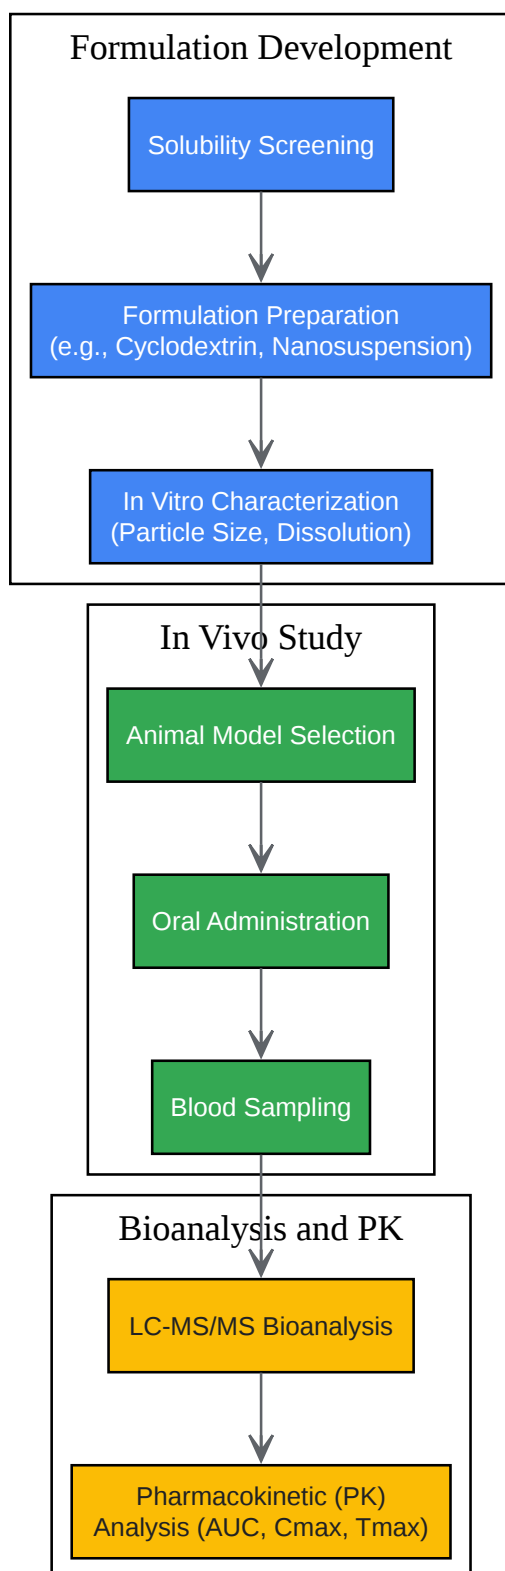 Formulation Development
Solubility Screening
Formulation Preparation
(e.g., Cyclodextrin, Nanosuspension)
In Vitro Characterization
(Particle Size, Dissolution)
In Vivo Study
Animal Model Selection
Oral Administration
Blood Sampling
Bioanalysis and PK
LC-MS/MS Bioanalysis
Pharmacokinetic (PK)
Analysis (AUC, Cmax, Tmax)